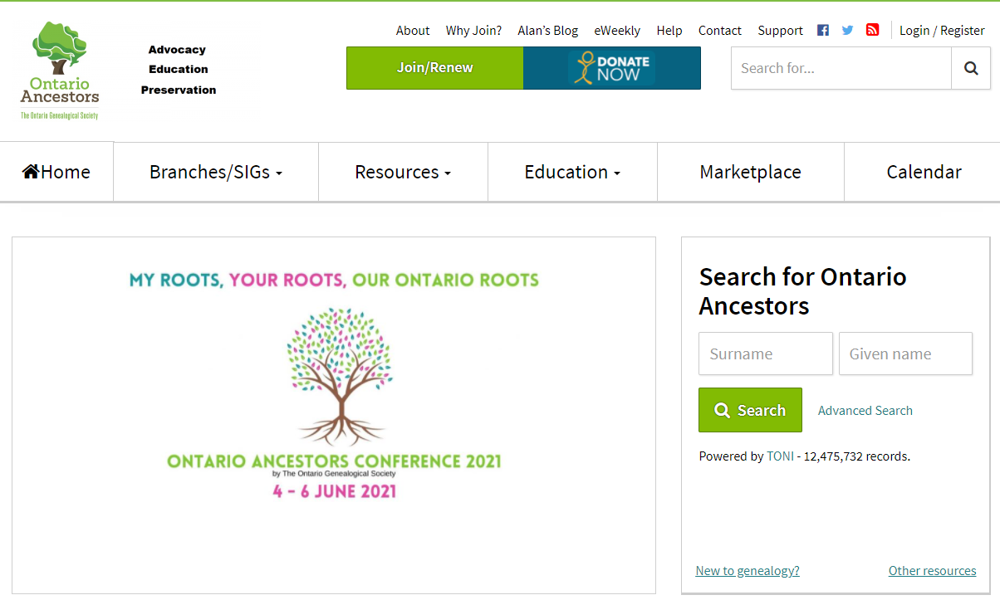 About Why Join? Alan's Blog eWeekly Help Contact Support Login / Register
Advocacy
Education
Preservation
Ontario
Ancestors
The Ontario Genealogical Society
Join/Renew
DONATE
NOW
Search for...
Home Branches/SIGs Resources Education Marketplace Calendar
MY ROOTS, YOUR ROOTS, OUR ONTARIO ROOTS
ONTARIO ANCESTORS CONFERENCE 2021
by The Ontario Genealogical Society
4 – 6 JUNE 2021
Search for Ontario
Ancestors
Surname Given name
Search Advanced Search
Powered by TONI - 12,475,732 records.
New to genealogy? Other resources